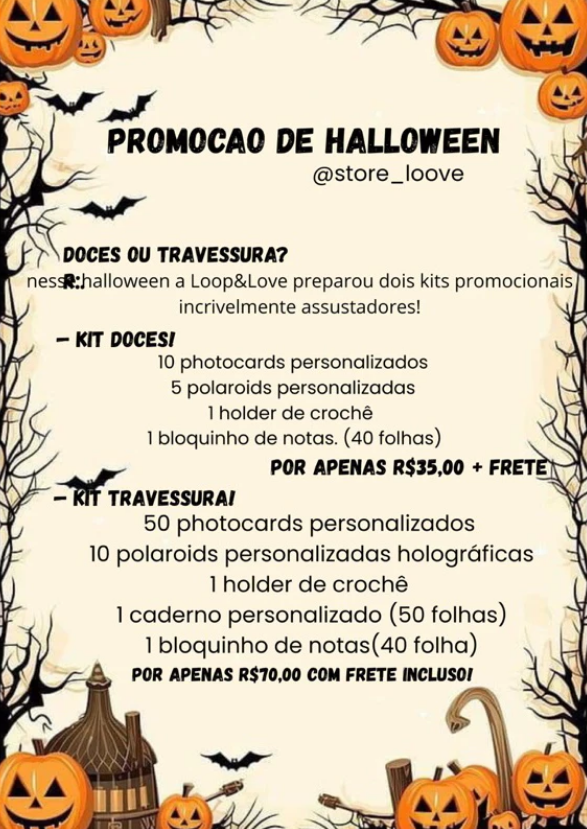 PROMOCAO DE HALLOWEEN
@store_loove
DOCES OU TRAVESSURA?
R:.
nesse halloween a Loop&Love preparou dois kits promocionais
incrivelmente assustadores!
– KIT DOCES!
10 photocards personalizados
5 polaroids personalizadas
1 holder de crochê
1 bloquinho de notas. (40 folhas)
POR APENAS R$35,00 + FRETE
– KIT TRAVESSURA!
50 photocards personalizados
10 polaroids personalizadas holográficas
1 holder de crochê
1 caderno personalizado (50 folhas)
1 bloquinho de notas(40 folha)
POR APENAS R$70,00 COM FRETE INCLUSO!